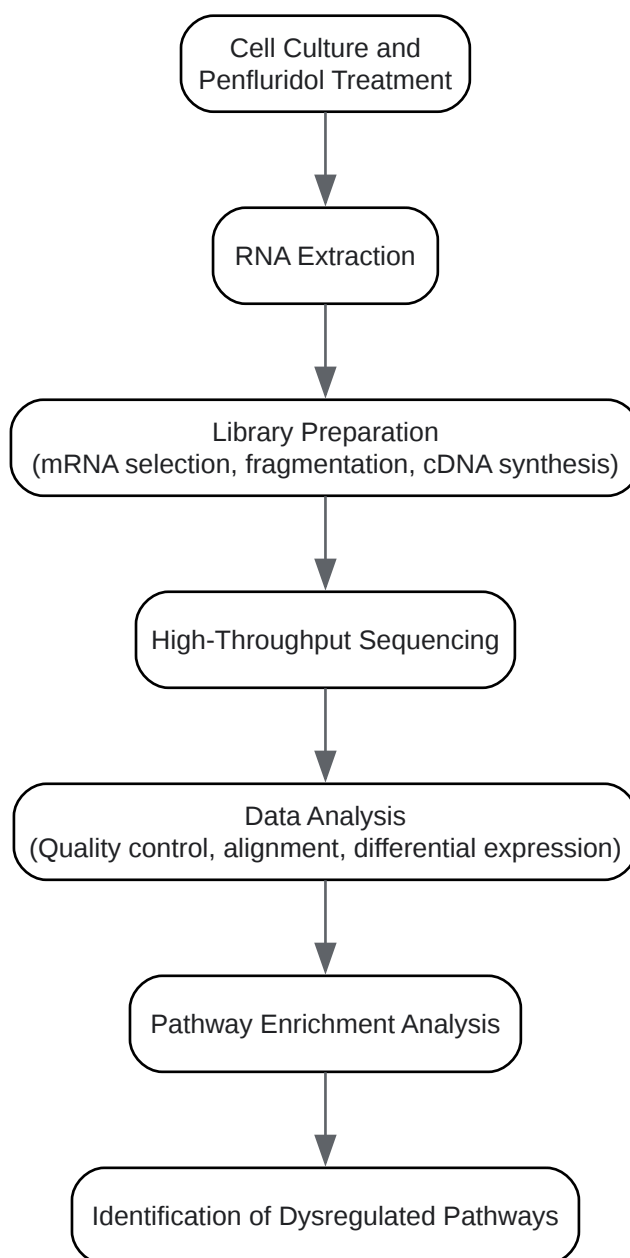 Cell Culture and
Penfluridol Treatment
RNA Extraction
Library Preparation
(mRNA selection, fragmentation, cDNA synthesis)
High-Throughput Sequencing
Data Analysis
(Quality control, alignment, differential expression)
Pathway Enrichment Analysis
Identification of Dysregulated Pathways